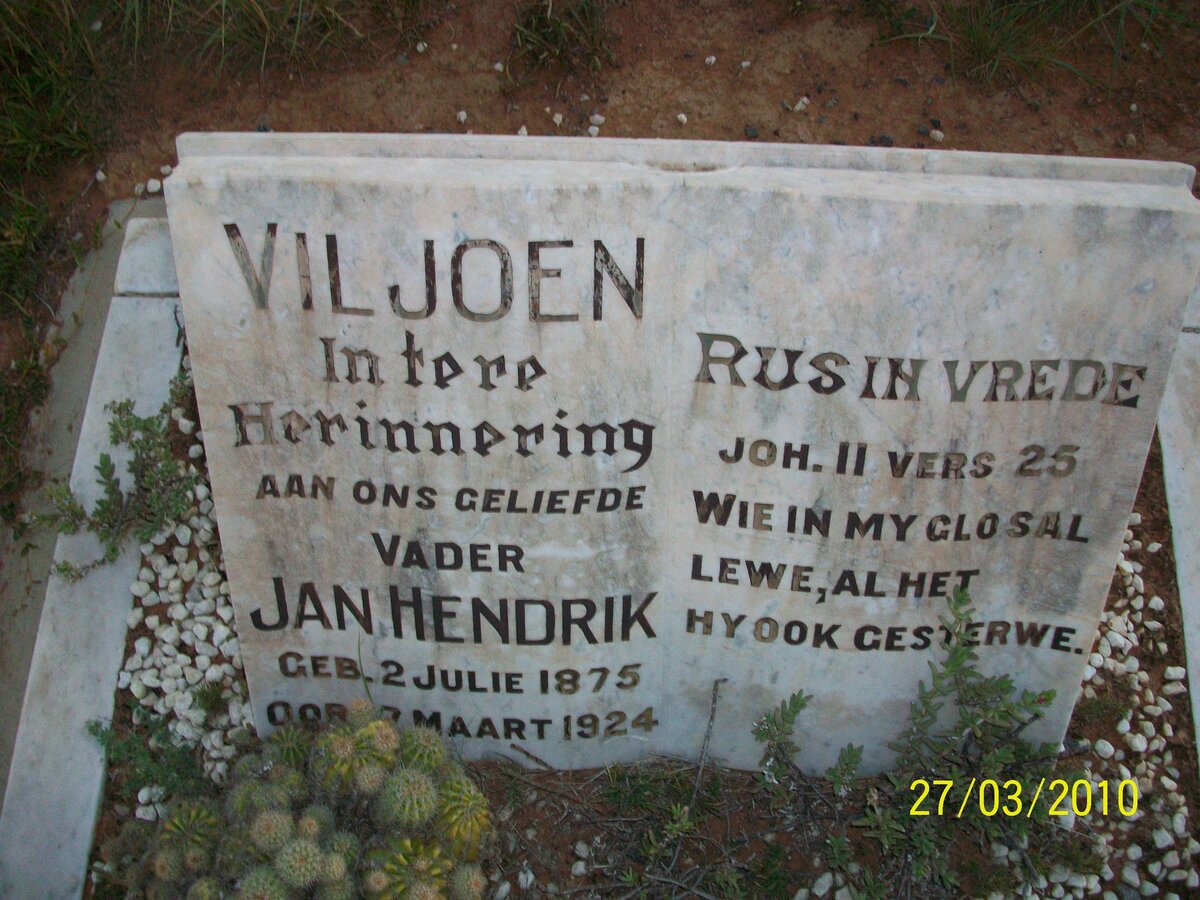 VILJOEN
In tere
Herinnering
AAN ONS GELIEFDE
VADER
JAN HENDRIK
GEB. 2 JULIE 1875
MAART 1924
RUS IN VREDE
JOH. 11 VERS 25
WIE IN MY GLO SAL
LEWE, AL HET
HY OOK GESTERWE.
27/03/2010